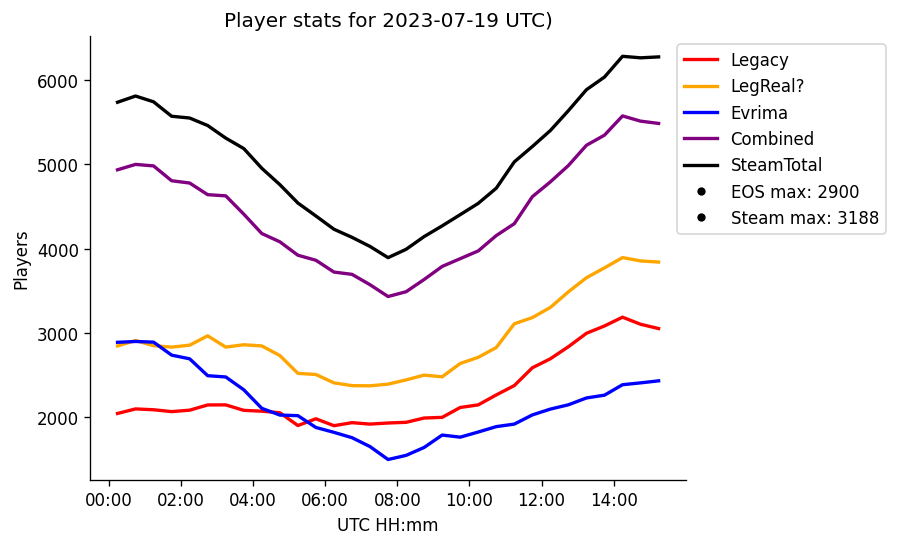 Player stats for 2023-07-19 UTC)
Legacy
LegReal?
Evrima
Combined
SteamTotal
EOS max: 2900
Steam max: 3188
Players
6000
5000
4000
3000
2000
00:00 02:00 04:00 06:00 08:00 10:00 12:00 14:00
UTC HH:mm